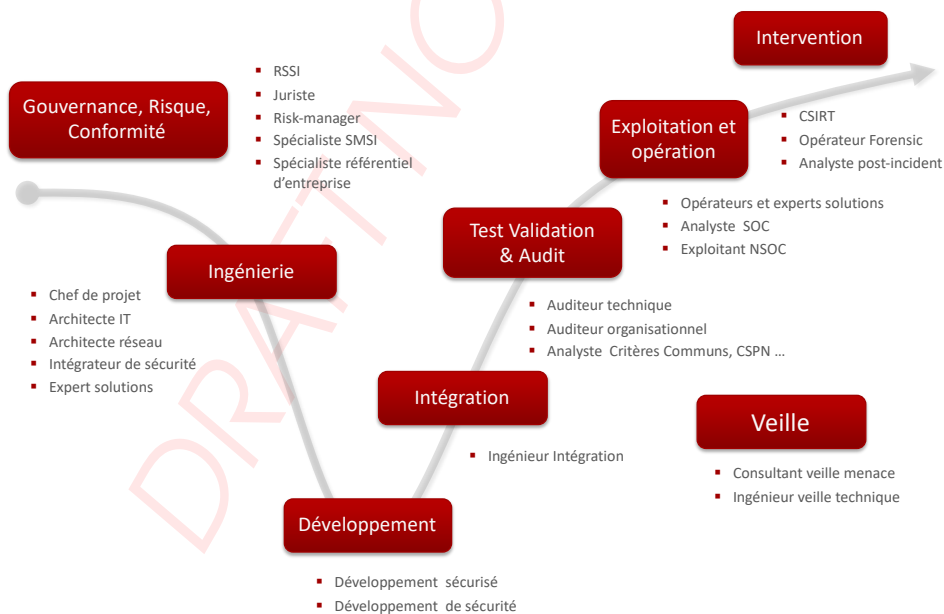 Intervention
RSSI
Juriste
Risk-manager
Spécialiste SMSI
Spécialiste référentiel
d'entreprise
Gouvernance, Risque,
Conformité
Exploitation et
opération
CSIRT
Opérateur Forensic
Analyste post-incident
Opérateurs et experts solutions
Analyste SOC
Exploitant NSOC
Test Validation
& Audit
Ingénierie
Chef de projet
Architecte IT
Architecte réseau
Intégrateur de sécurité
Expert solutions
Auditeur technique
Auditeur organisationnel
Analyste Critères Communs, CSPN ...
Intégration
Ingénieur Intégration
Veille
Consultant veille menace
Ingénieur veille technique
Développement
Développement sécurisé
Développement de sécurité
DRAFT NO